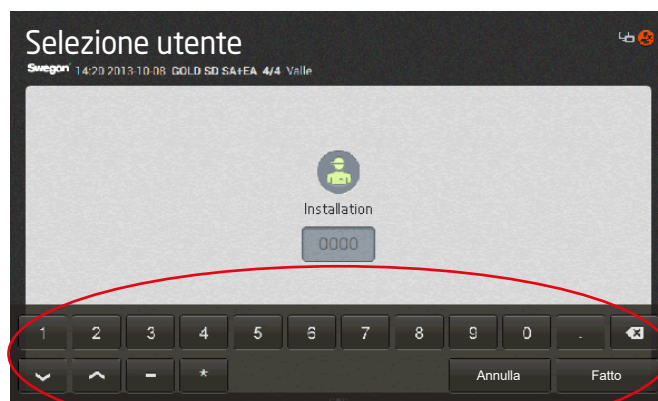 Selezione utente
Swegon 14:20 2013-10-08 GOLD SD SA+EA 4/4 Valle
Installation
0000
1 2 3 4 5 6 7 8 9 0 .
- *
Annulla Fatto